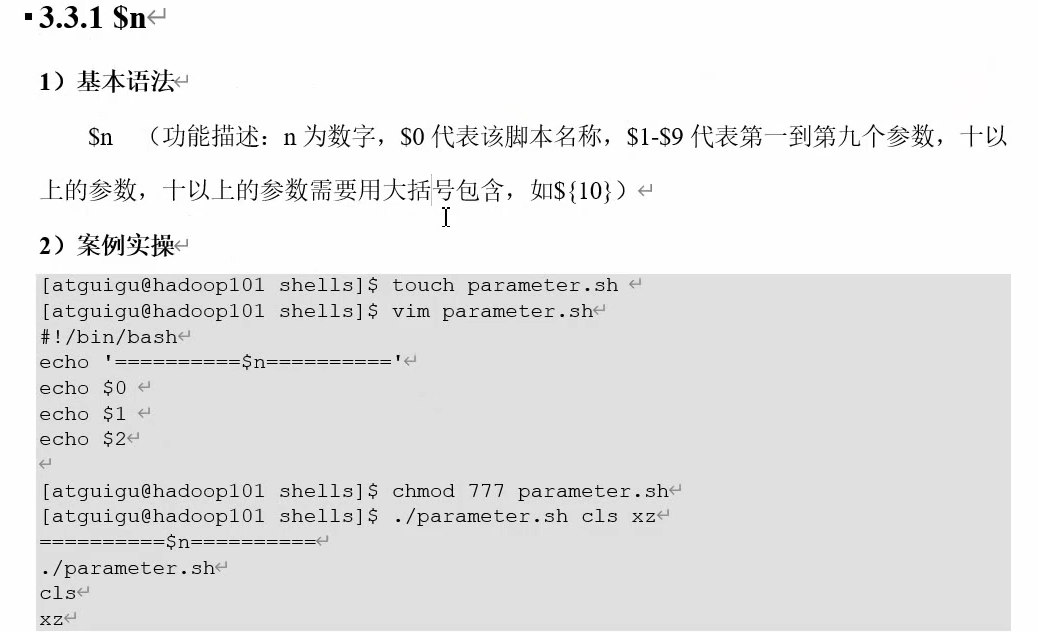 3.3.1 $n
1）基本语法
$n （功能描述：n 为数字，$0 代表该脚本名称，$1-$9 代表第一到第九个参数，十以
上的参数，十以上的参数需要用大括号包含，如${10}）
2）案例实操
[atguigu@hadoop101 shells]$ touch parameter.sh
[atguigu@hadoop101 shells]$ vim parameter.sh
#!/bin/bash
echo '==========$n=========='
echo $0
echo $1
echo $2
[atguigu@hadoop101 shells]$ chmod 777 parameter.sh
[atguigu@hadoop101 shells]$ ./parameter.sh cls xz
==========$n==========
./parameter.sh
cls
xz